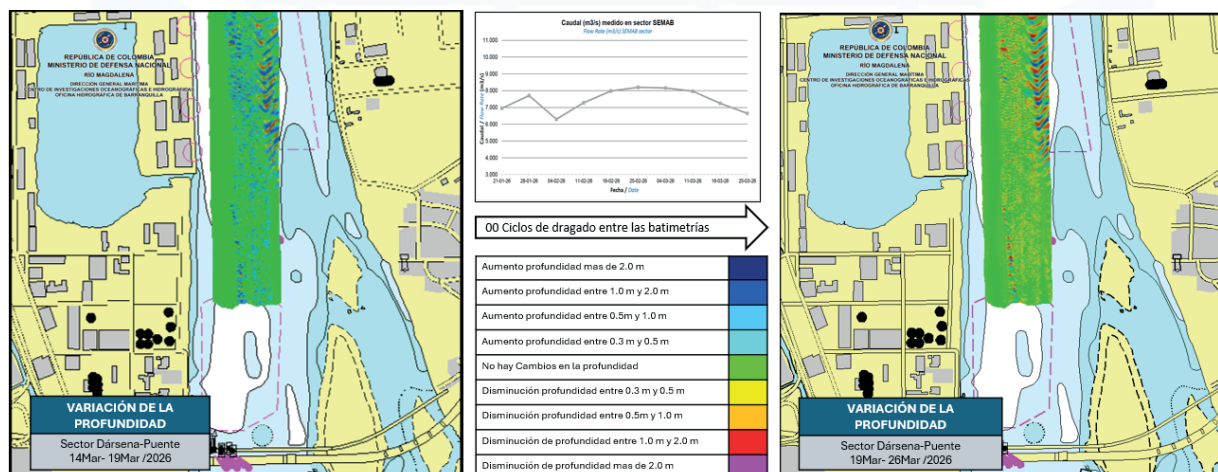 REPÚBLICA DE COLOMBIA
MINISTERIO DE DEFENSA NACIONAL
RÍO MAGDALENA
DIRECCIÓN GENERAL MARÍTIMA
CENTRO DE INVESTIGACIONES OCEANOGRÁFICAS E HIDROGRÁFICAS
OFICINA HIDROGRÁFICA DE BARRANQUILLA
VARIACIÓN DE LA
PROFUNDIDAD
Sector Dársena-Puente
14Mar- 19Mar /2026
Caudal (m3/s) medido en sector SEMAB
Flow Rate (m3/s) SEMAB sector
Caudal / Flow Rate (m3/s)
11.000
10.000
9.000
8.000
7.000
6.000
5.000
4.000
3.000
21-01-26 28-01-26 04-02-26 11-02-26 18-02-26 25-02-26 04-03-26 11-03-26 18-03-26 25-03-26
Fecha / Date
00 Ciclos de dragado entre las batimetrías
Aumento profundidad mas de 2.0 m
Aumento profundidad entre 1.0 m y 2.0 m
Aumento profundidad entre 0.5m y 1.0 m
Aumento profundidad entre 0.3 m y 0.5 m
No hay Cambios en la profundidad
Disminución profundidad entre 0.3 m y 0.5 m
Disminución profundidad entre 0.5m y 1.0 m
Disminución de profundidad entre 1.0 m y 2.0 m
Disminución de profundidad mas de 2.0 m
REPÚBLICA DE COLOMBIA
MINISTERIO DE DEFENSA NACIONAL
RÍO MAGDALENA
DIRECCIÓN GENERAL MARÍTIMA
CENTRO DE INVESTIGACIONES OCEANOGRÁFICAS E HIDROGRÁFICAS
OFICINA HIDROGRÁFICA DE BARRANQUILLA
VARIACIÓN DE LA
PROFUNDIDAD
Sector Dársena-Puente
19Mar- 26Mar /2026